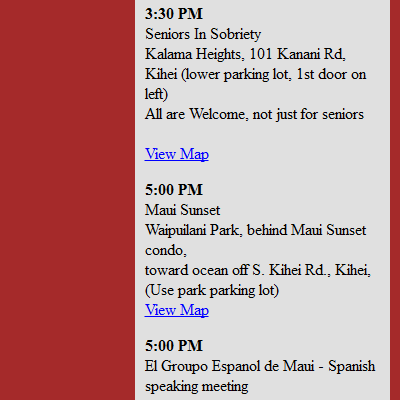 3:30 PM
Seniors In Sobriety
Kalama Heights, 101 Kanani Rd,
Kihei (lower parking lot, 1st door on
left)
All are Welcome, not just for seniors
View Map
5:00 PM
Maui Sunset
Waipuilani Park, behind Maui Sunset
condo,
toward ocean off S. Kihei Rd., Kihei,
(Use park parking lot)
View Map
5:00 PM
El Groupo Espanol de Maui - Spanish
speaking meeting